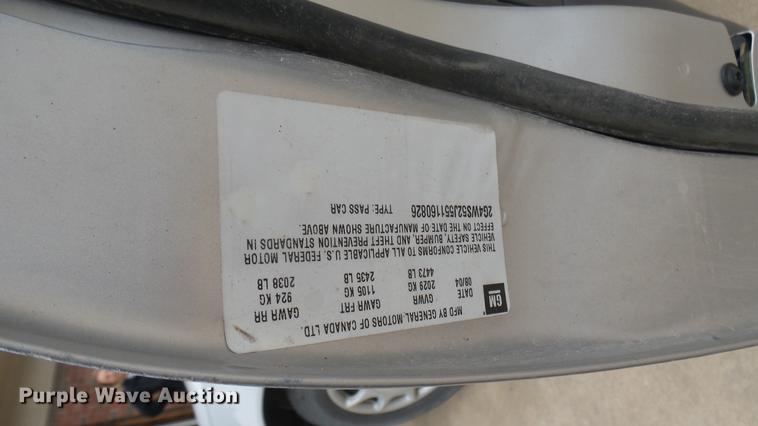 GM
MFD BY GENERAL MOTORS OF CANADA LTD.
DATE GVWR GAWR FRT GAWR RR
08/04 2029 KG 1105 KG 924 KG
4473 LB 2435 LB 2038 LB
THIS VEHICLE CONFORMS TO ALL APPLICABLE U.S. FEDERAL MOTOR
VEHICLE SAFETY, BUMPER, AND THEFT PREVENTION STANDARDS IN
EFFECT ON THE DATE OF MANUFACTURE SHOWN ABOVE.
2G4WS52J551160826 TYPE: PASS CAR
Purple Wave Auction